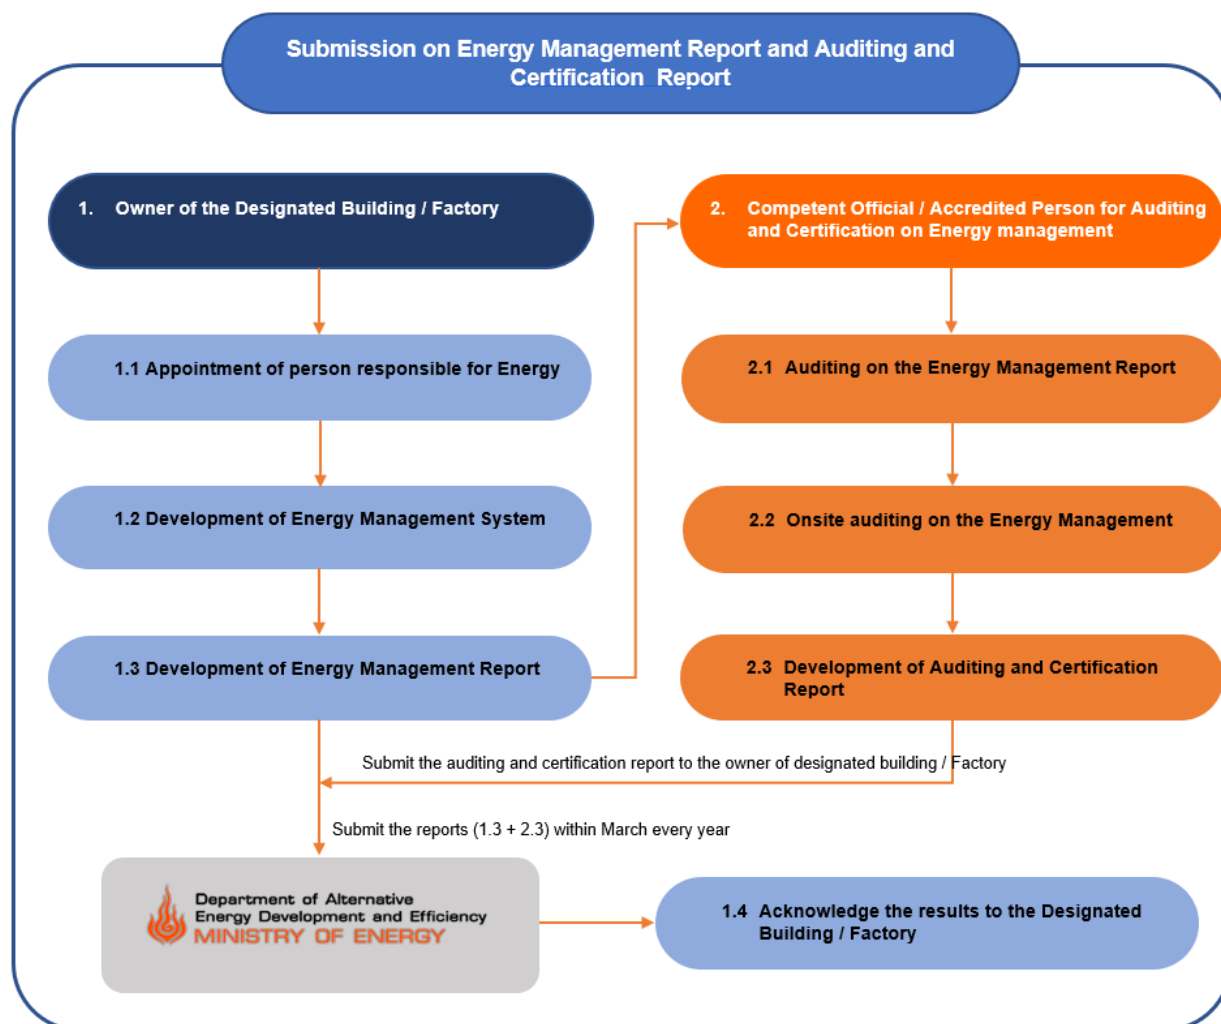 Submission on Energy Management Report and Auditing and
Certification Report
1. Owner of the Designated Building / Factory
2. Competent Official / Accredited Person for Auditing
and Certification on Energy management
1.1 Appointment of person responsible for Energy
2.1 Auditing on the Energy Management Report
1.2 Development of Energy Management System
2.2 Onsite auditing on the Energy Management
1.3 Development of Energy Management Report
2.3 Development of Auditing and Certification
Report
Submit the auditing and certification report to the owner of designated building / Factory
Submit the reports (1.3 + 2.3) within March every year
Department of Alternative
Energy Development and Efficiency
MINISTRY OF ENERGY
1.4 Acknowledge the results to the Designated
Building / Factory